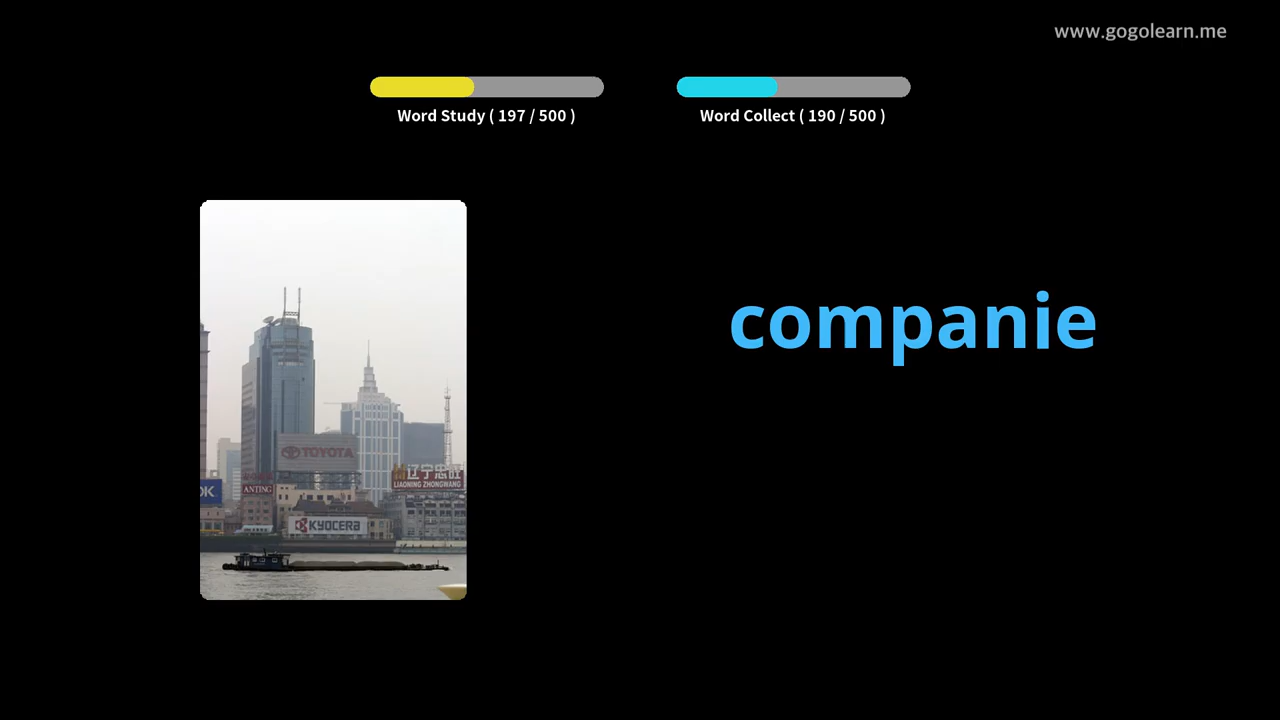 www.gogolearn.me
Word Study ( 197 / 500 )
Word Collect ( 190 / 500 )
companie
TOYOTA
辽宁忠旺
LIAONING ZHONGWANG
OK
ANTING
KYOCERA